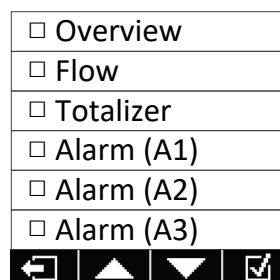 Overview
Flow
Totalizer
Alarm (A1)
Alarm (A2)
Alarm (A3)